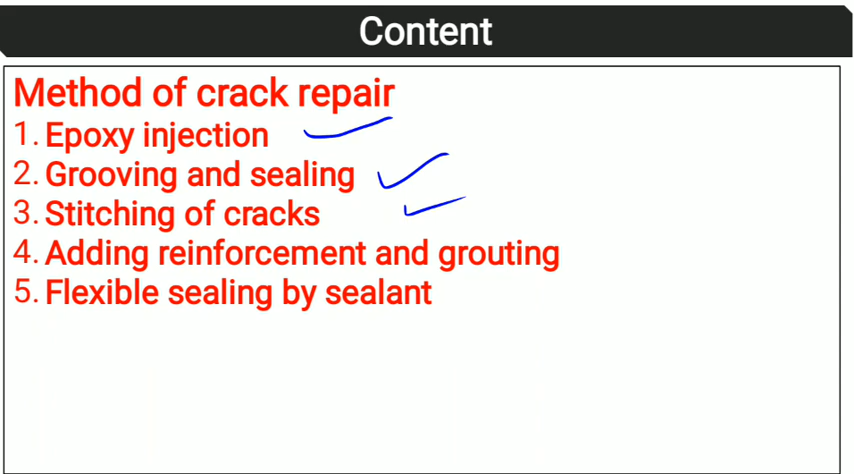 Content
Method of crack repair
1. Epoxy injection
2. Grooving and sealing
3. Stitching of cracks
4. Adding reinforcement and grouting
5. Flexible sealing by sealant